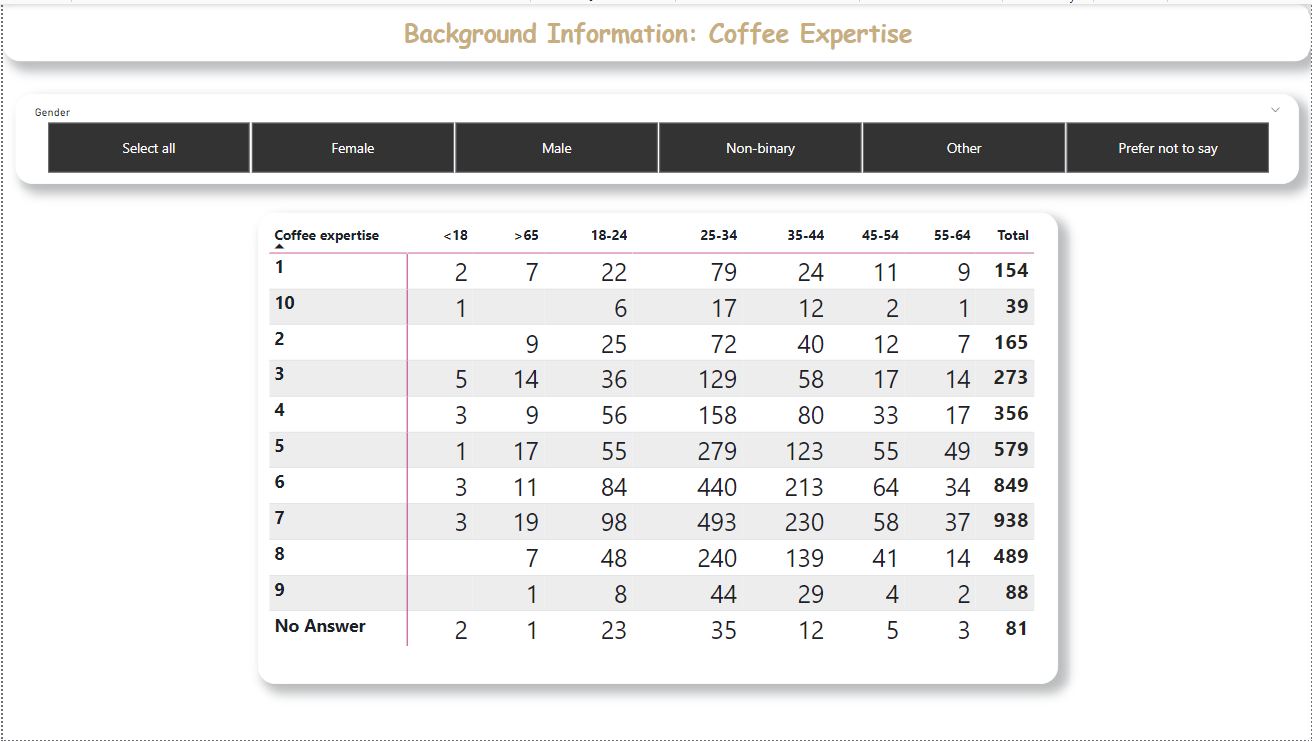 Background Information: Coffee Expertise
Gender
Select all Female Male Non-binary Other Prefer not to say
Coffee expertise <18 >65 18-24 25-34 35-44 45-54 55-64 Total
1 2 7 22 79 24 11 9 154
10 1 6 17 12 2 1 39
2 9 25 72 40 12 7 165
3 5 14 36 129 58 17 14 273
4 3 9 56 158 80 33 17 356
5 1 17 55 279 123 55 49 579
6 3 11 84 440 213 64 34 849
7 3 19 98 493 230 58 37 938
8 7 48 240 139 41 14 489
9 1 8 44 29 4 2 88
No Answer 2 1 23 35 12 5 3 81